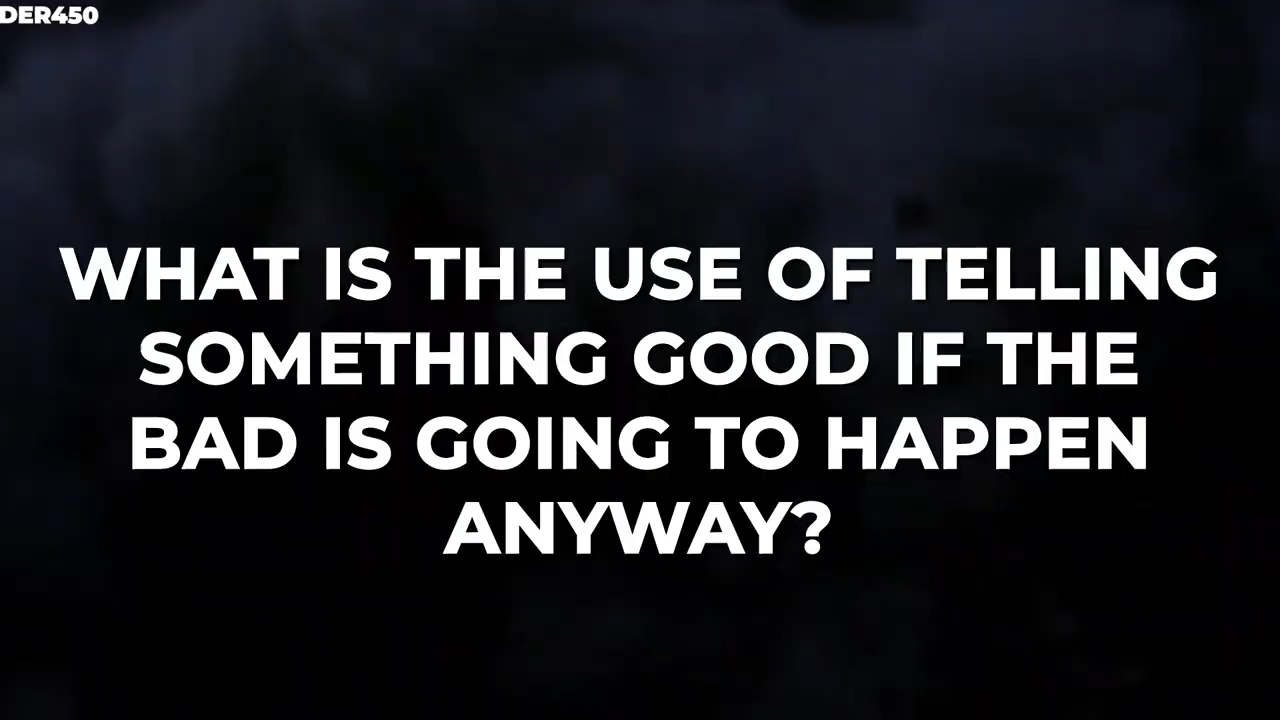 DER450
WHAT IS THE USE OF TELLING
SOMETHING GOOD IF THE
BAD IS GOING TO HAPPEN
ANYWAY?